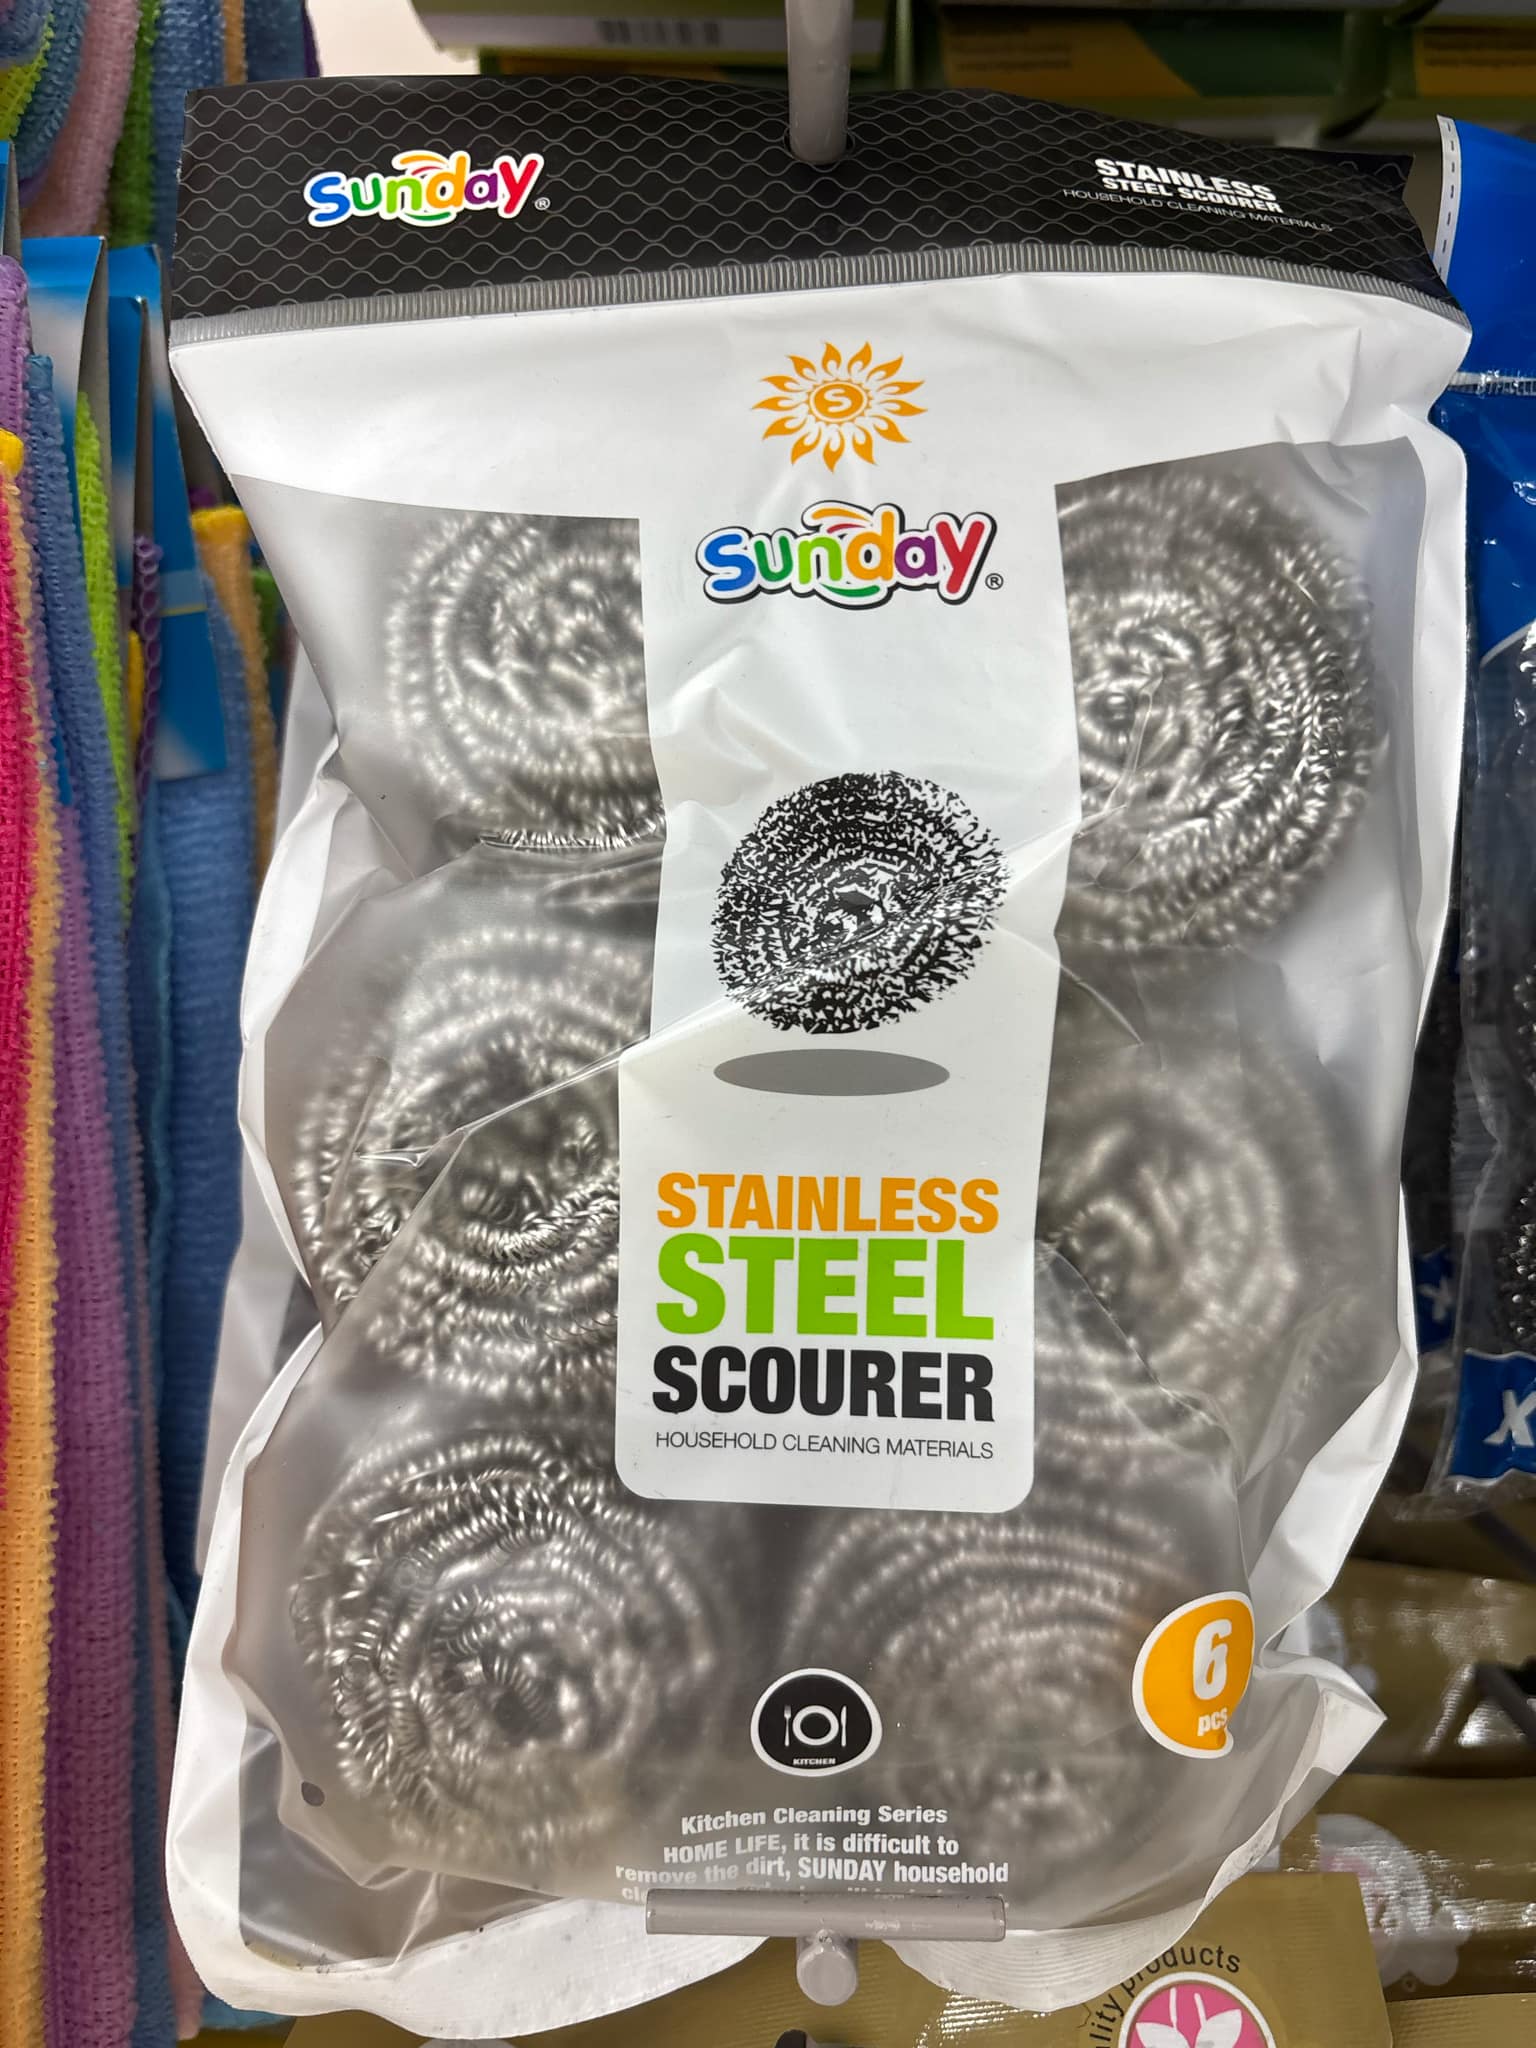 Sunday®
STAINLESS
STEEL SCOURER
HOUSEHOLD CLEANING MATERIALS
S
Sunday®
STAINLESS
STEEL
SCOURER
HOUSEHOLD CLEANING MATERIALS
6
pcs
KITCHEN
Kitchen Cleaning Series
HOME LIFE, it is difficult to
remove the dirt, SUNDAY household
X
products